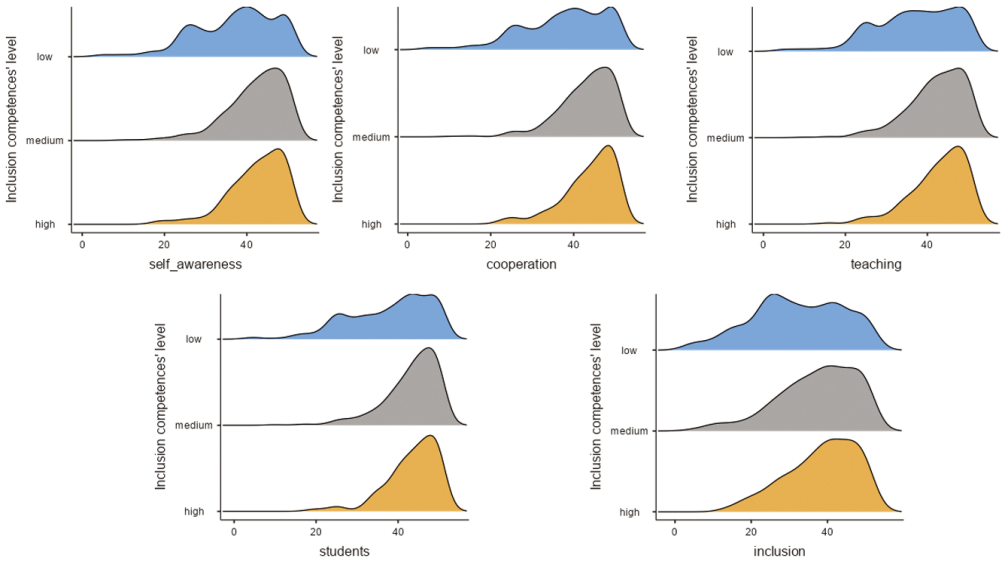 Inclusion competences' level
low
medium
high
0 20 40
self_awareness
Inclusion competences' level
low
medium
high
0 20 40
cooperation
Inclusion competences' level
low
medium
high
0 20 40
teaching
Inclusion competences' level
low
medium
high
0 20 40
students
Inclusion competences' level
low
medium
high
0 20 40
inclusion